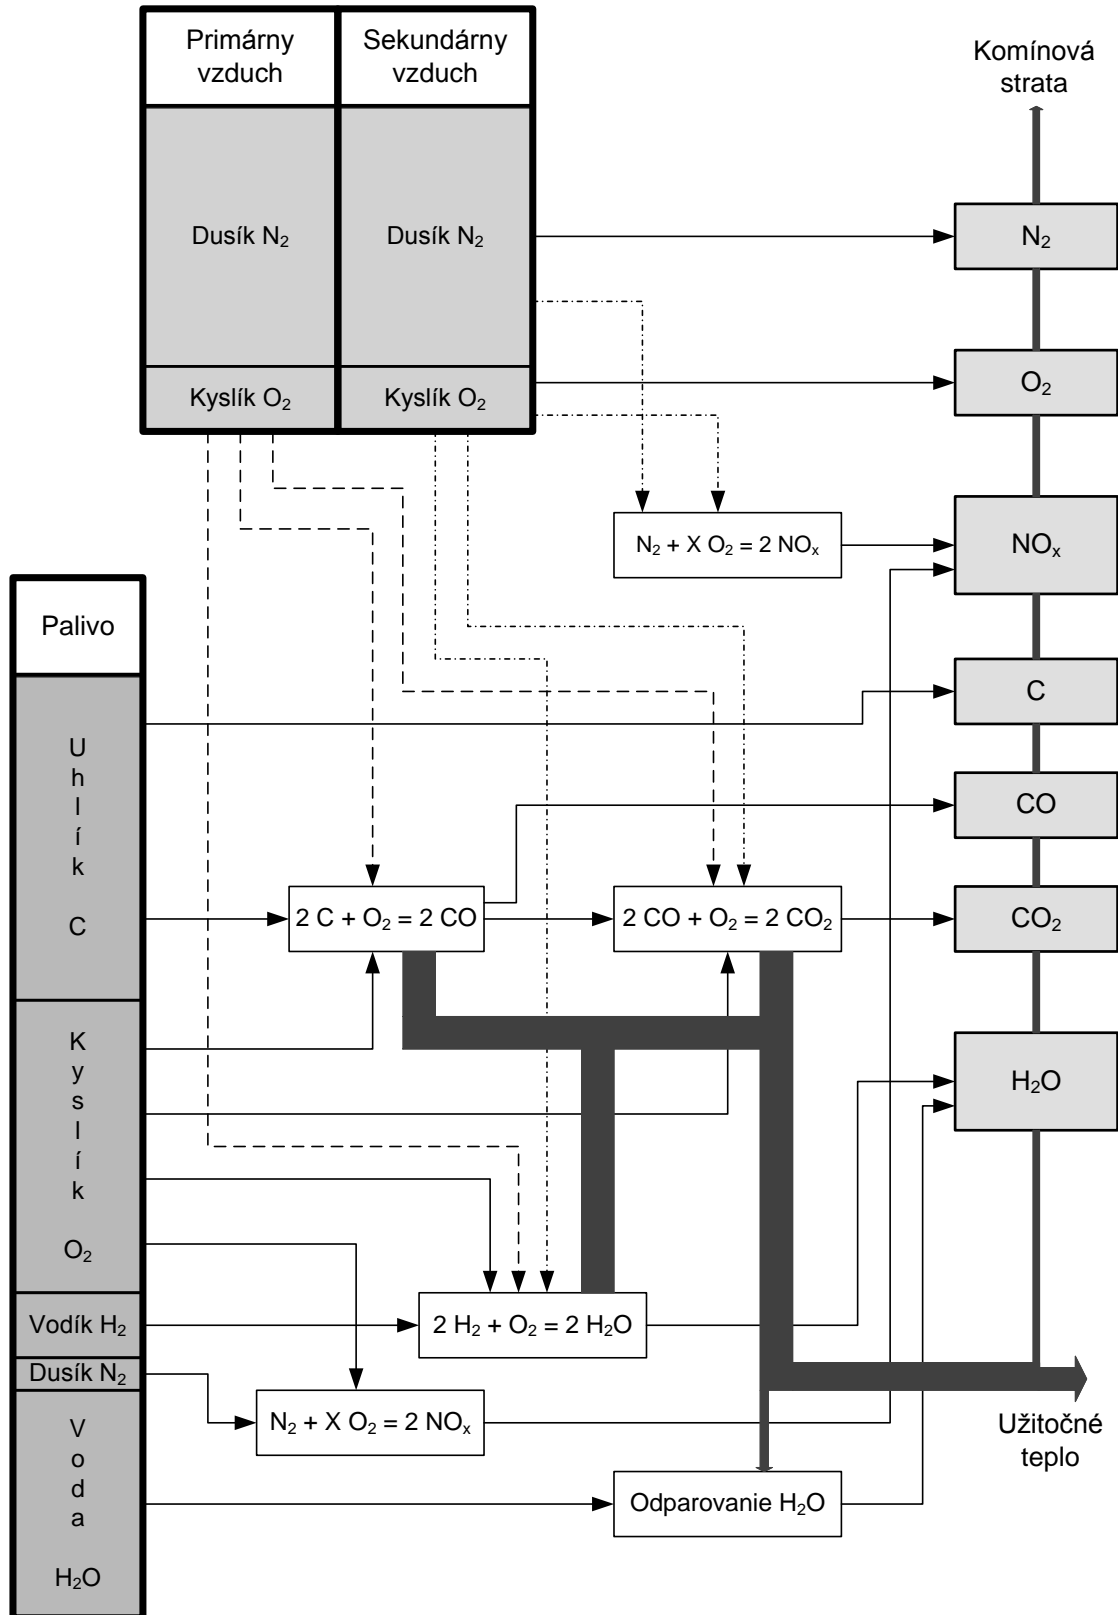 Primárny
vzduch
Sekundárny
vzduch
Komínová
strata
Dusík N₂
Dusík N₂
N₂
Kyslík O₂
Kyslík O₂
O₂
N₂ + X O₂ = 2 NOₓ
NOₓ
Palivo
C
U
h
l
í
k
C
CO
2 C + O₂ = 2 CO
2 CO + O₂ = 2 CO₂
CO₂
K
y
s
l
í
k
O₂
H₂O
Vodík H₂
2 H₂ + O₂ = 2 H₂O
Dusík N₂
N₂ + X O₂ = 2 NOₓ
Užitočné
teplo
V
o
d
a
H₂O
Odparovanie H₂O